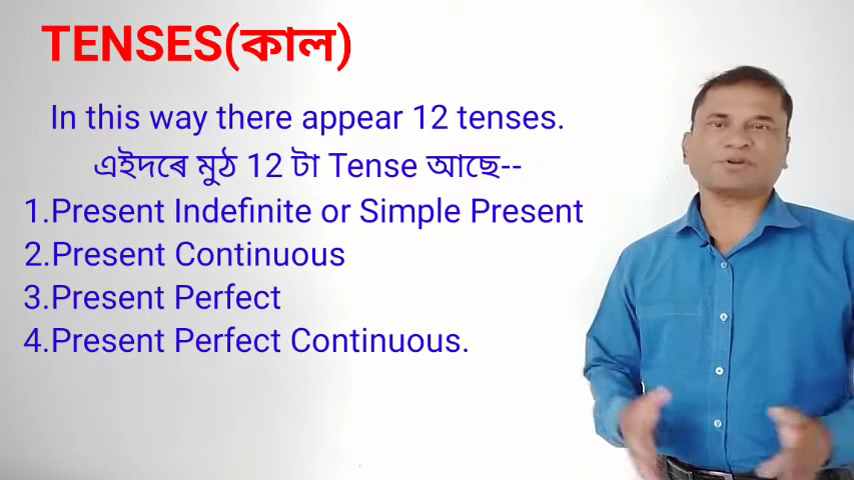 TENSES(কাল)
In this way there appear 12 tenses.
এইদৰে মুঠ 12 টা Tense আছে--
1.Present Indefinite or Simple Present
2.Present Continuous
3.Present Perfect
4.Present Perfect Continuous.